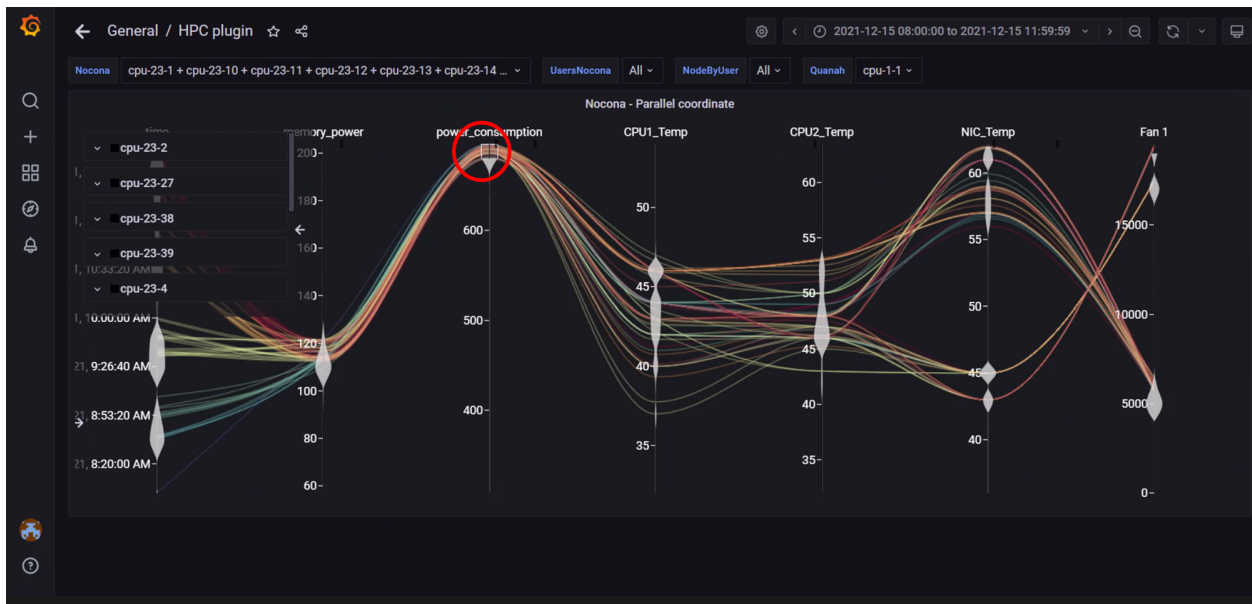 General / HPC plugin
2021-12-15 08:00:00 to 2021-12-15 11:59:59
Nocona cpu-23-1 + cpu-23-10 + cpu-23-11 + cpu-23-12 + cpu-23-13 + cpu-23-14 ... UsersNocona All NodeByUser All Quanah cpu-1-1
Nocona - Parallel coordinate
time memory_power power_consumption CPU1_Temp CPU2_Temp NIC_Temp Fan 1
cpu-23-2
cpu-23-27
cpu-23-38
cpu-23-39
cpu-23-4
1, 10:33:20 AM
1, 10:00:00 AM
21, 9:26:40 AM
21, 8:53:20 AM
21, 8:20:00 AM
200
180
160
140
120
100
80
60
600
500
400
50
45
40
35
60
55
50
45
40
35
60
55
50
45
40
15000
10000
5000
0